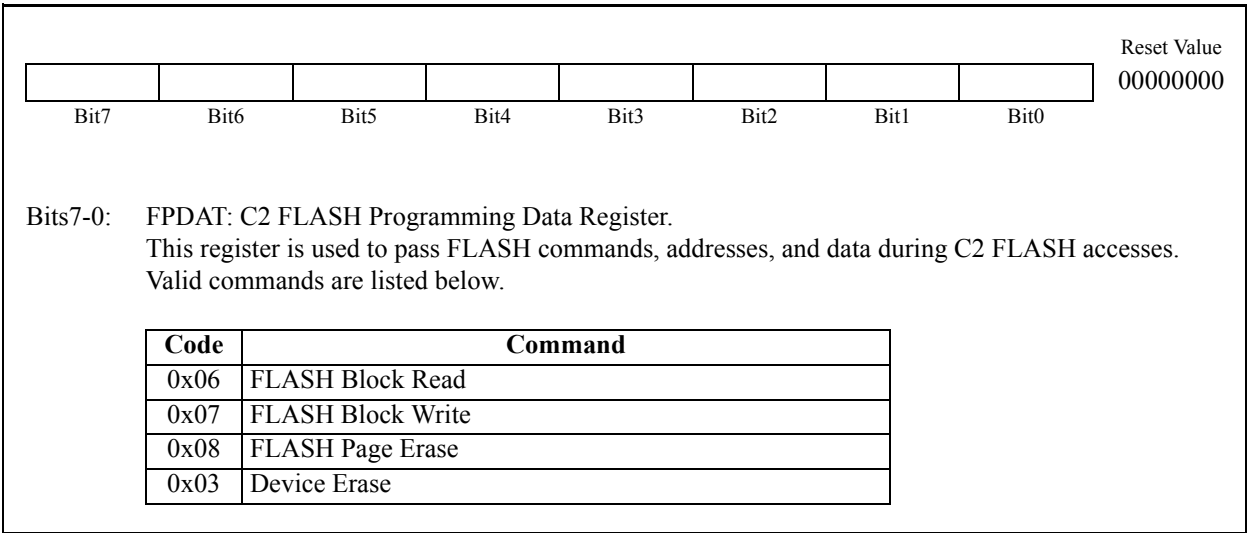 Reset Value
00000000
Bit7 Bit6 Bit5 Bit4 Bit3 Bit2 Bit1 Bit0
Bits7-0: FPDAT: C2 FLASH Programming Data Register.
This register is used to pass FLASH commands, addresses, and data during C2 FLASH accesses.
Valid commands are listed below.
Code Command
0x06 FLASH Block Read
0x07 FLASH Block Write
0x08 FLASH Page Erase
0x03 Device Erase